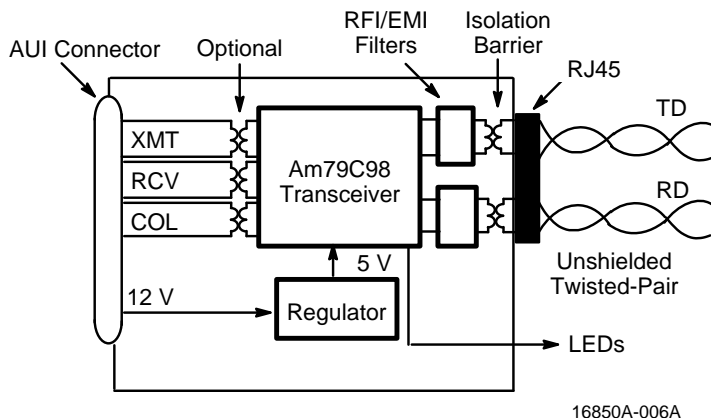 AUI Connector
Optional
RFI/EMI
Filters
Isolation
Barrier
RJ45
TD
XMT
RCV
COL
Am79C98
Transceiver
RD
Unshielded
Twisted-Pair
5 V
12 V
Regulator
LEDs
16850A-006A